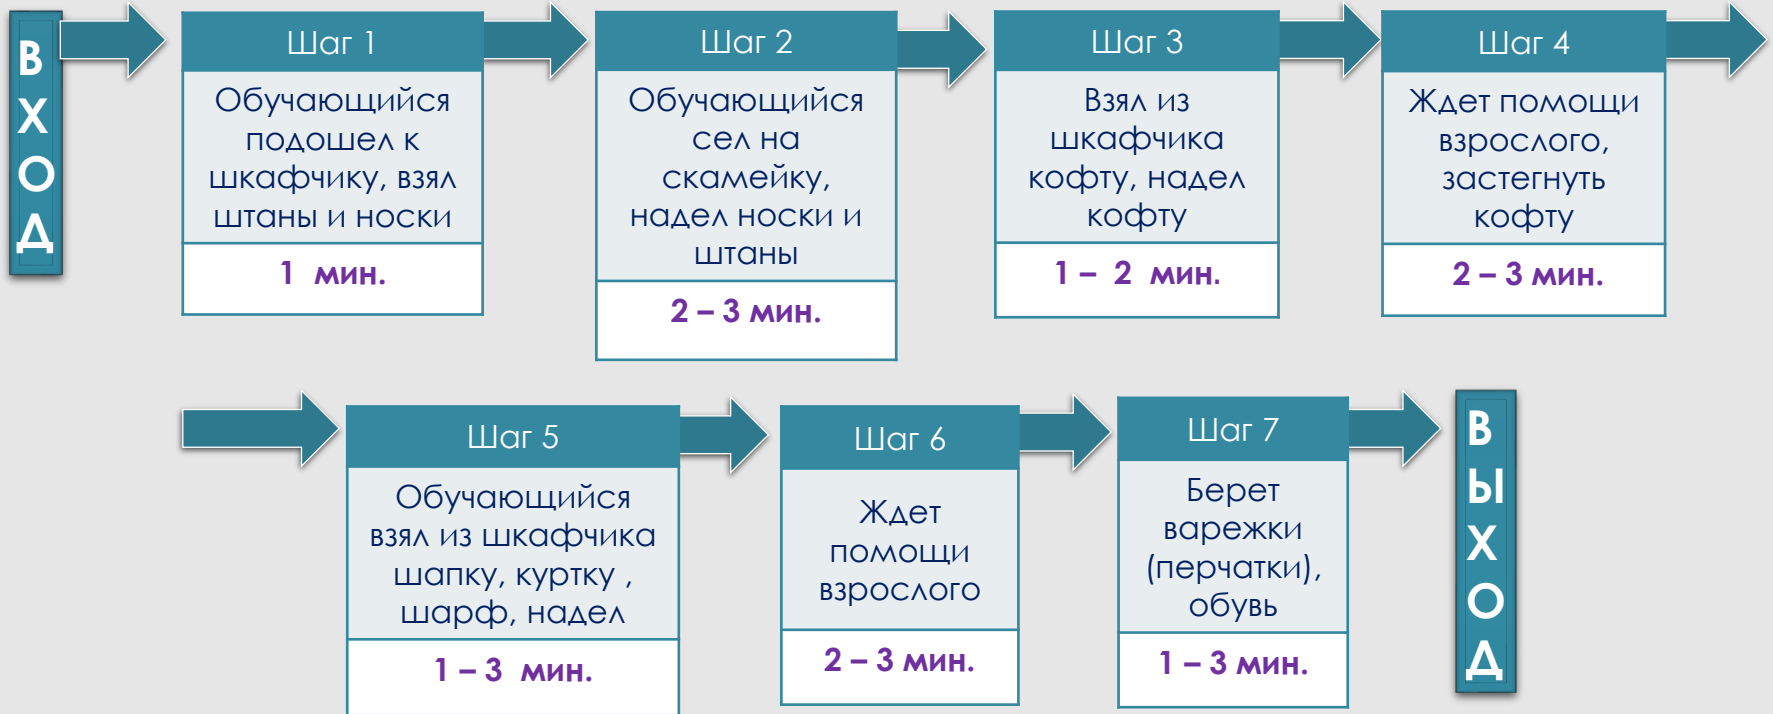 ВХОД
Шаг 1
Обучающийся
подошел к
шкафчику, взял
штаны и носки
1 мин.
Шаг 2
Обучающийся
сел на
скамейку,
надел носки и
штаны
2 – 3 мин.
Шаг 3
Взял из
шкафчика
кофту, надел
кофту
1 – 2 мин.
Шаг 4
Ждет помощи
взрослого,
застегнуть
кофту
2 – 3 мин.
Шаг 5
Обучающийся
взял из шкафчика
шапку, куртку ,
шарф, надел
1 – 3 мин.
Шаг 6
Ждет
помощи
взрослого
2 – 3 мин.
Шаг 7
Берет
варежки
(перчатки),
обувь
1 – 3 мин.
ВЫХОД